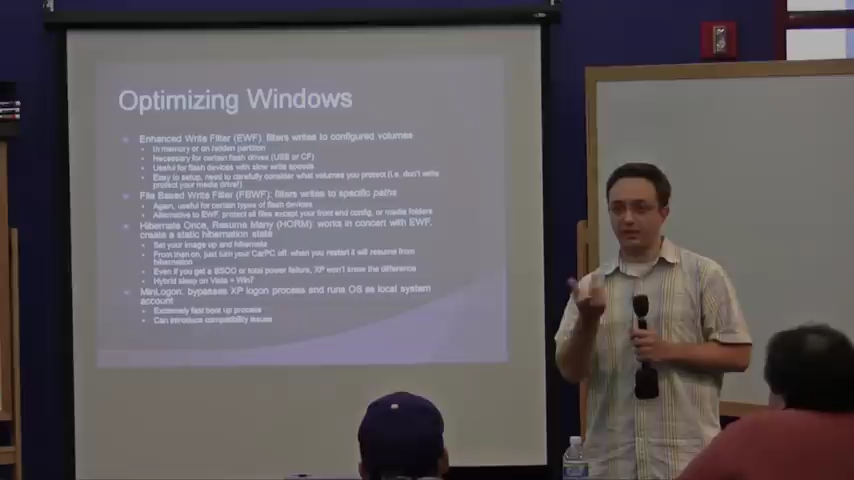 Optimizing Windows
Enhanced Write Filter (EWF): filters writes to configured volumes
In memory or on hidden partition
Necessary for certain flash drives (USB or CF)
Useful for flash devices with slow write speeds
Easy to setup, need to carefully consider what volumes you protect (i.e. don't write
protect your media drive!)
File Based Write Filter (FBWF): filters writes to specific paths
Again, useful for certain types of flash devices
Alternative to EWF, protect all files except your front end config, or media folders
Hibernate Once, Resume Many (HORM): works in concert with EWF,
create a static hibernation state
Set your image up and hibernate
From then on, just turn your CarPC off, when you restart it will resume from
hibernation
Even if you get a BSOD or total power failure, XP won't know the difference
Hybrid sleep on Vista + Win7
MinLogon: bypasses XP logon process and runs OS as local system
account
Extremely fast boot up process
Can introduce compatibility issues